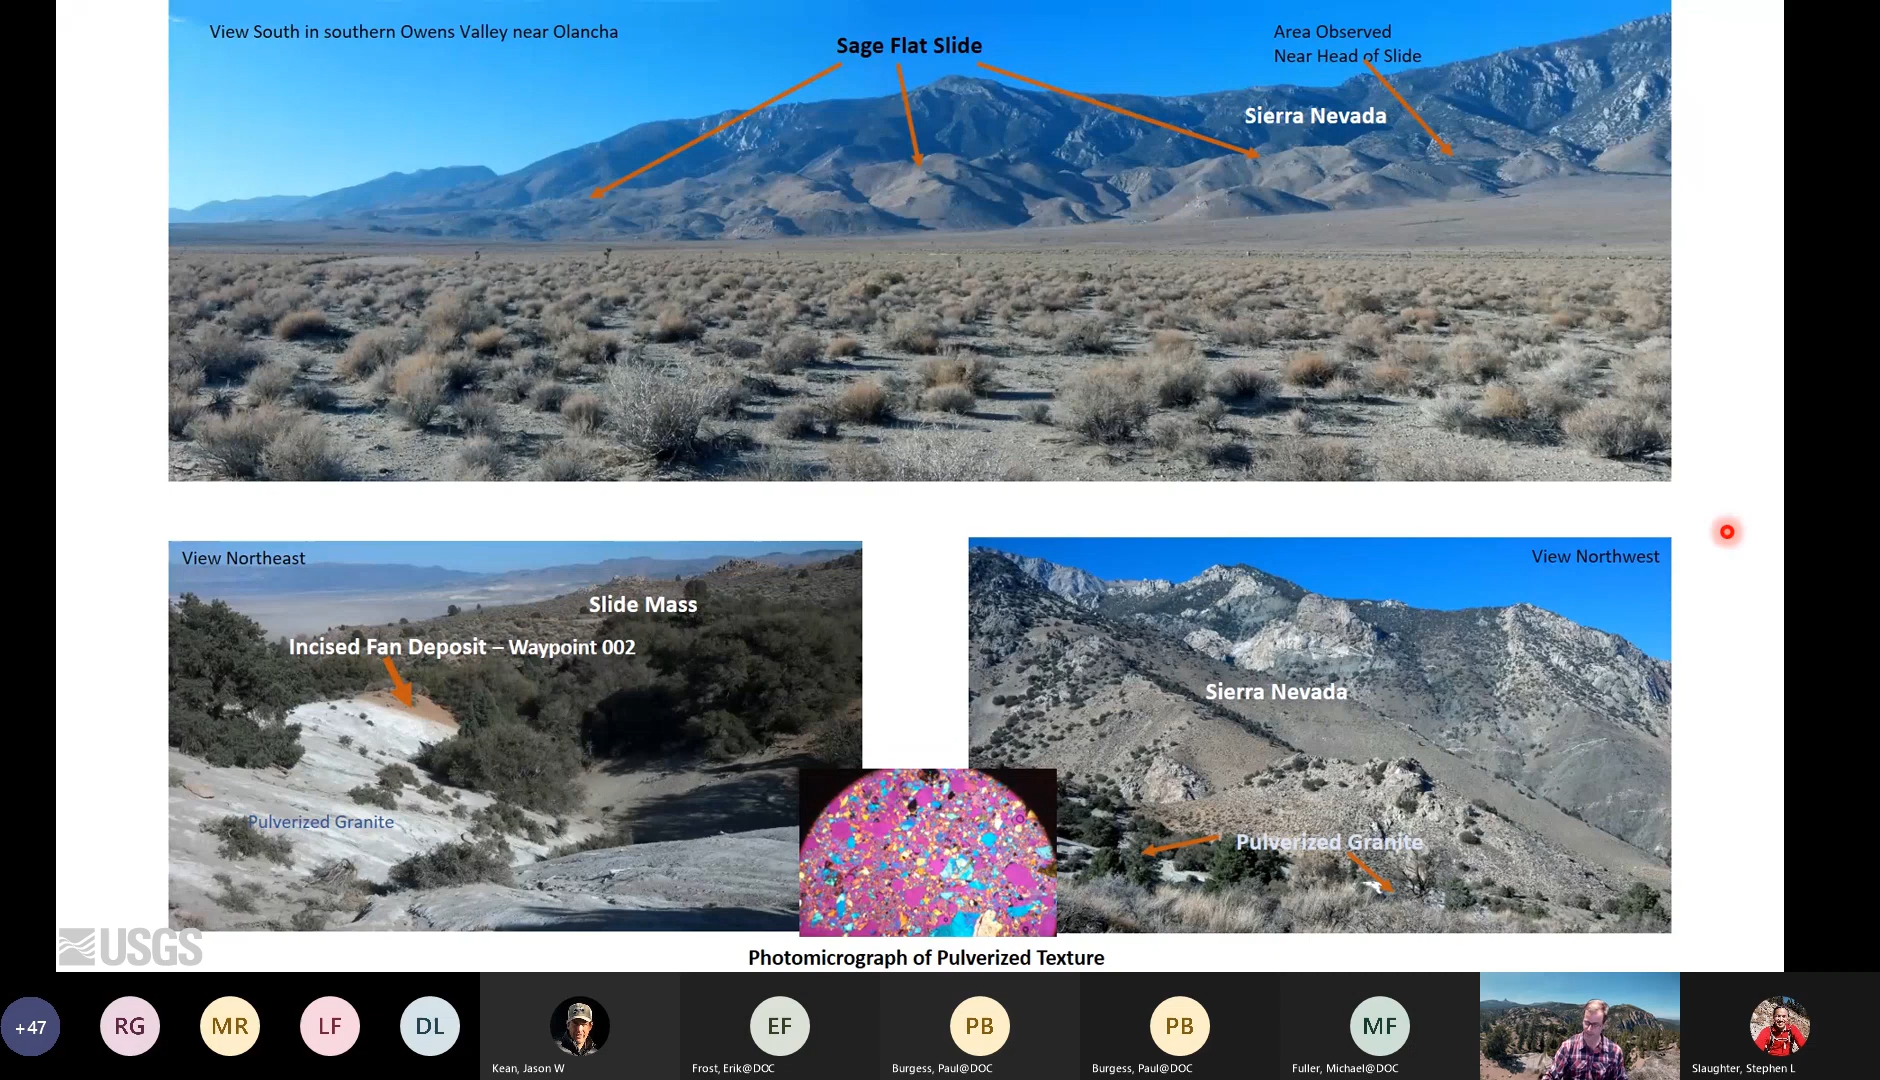 View South in southern Owens Valley near Olancha
Sage Flat Slide
Area Observed
Near Head of Slide
Sierra Nevada
View Northeast
Slide Mass
Incised Fan Deposit – Waypoint 002
Pulverized Granite
View Northwest
Sierra Nevada
Pulverized Granite
USGS
Photomicrograph of Pulverized Texture
+47
RG
MR
LF
DL
EF
PB
PB
MF
Kean, Jason W
Frost, Erik@DOC
Burgess, Paul@DOC
Burgess, Paul@DOC
Fuller, Michael@DOC
Slaughter, Stephen L